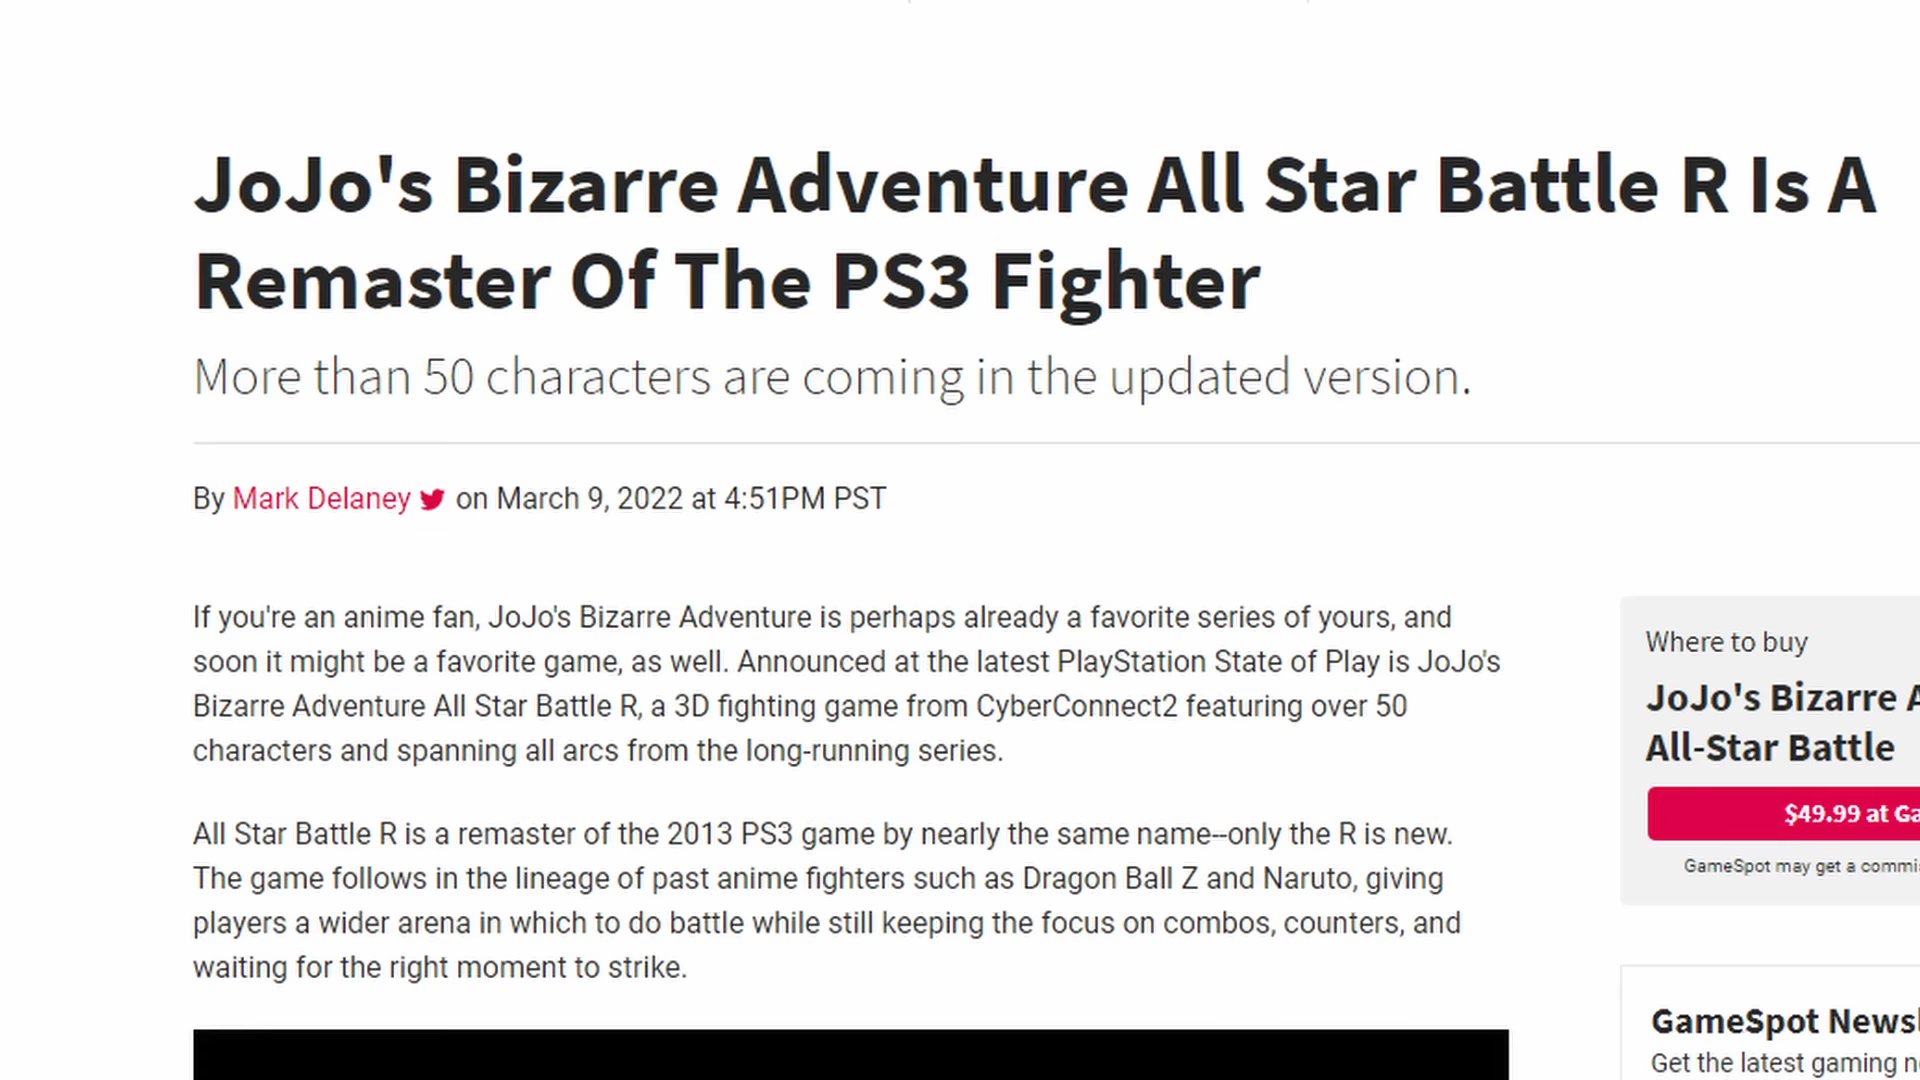 JoJo's Bizarre Adventure All Star Battle R Is A
Remaster Of The PS3 Fighter
More than 50 characters are coming in the updated version.
By Mark Delaney on March 9, 2022 at 4:51PM PST
If you're an anime fan, JoJo's Bizarre Adventure is perhaps already a favorite series of yours, and
soon it might be a favorite game, as well. Announced at the latest PlayStation State of Play is JoJo's
Bizarre Adventure All Star Battle R, a 3D fighting game from CyberConnect2 featuring over 50
characters and spanning all arcs from the long-running series.
All Star Battle R is a remaster of the 2013 PS3 game by nearly the same name--only the R is new.
The game follows in the lineage of past anime fighters such as Dragon Ball Z and Naruto, giving
players a wider arena in which to do battle while still keeping the focus on combos, counters, and
waiting for the right moment to strike.
Where to buy
JoJo's Bizarre
All-Star Battle
$49.99 at
GameSpot may get a
GameSpot
Get the latest gaming